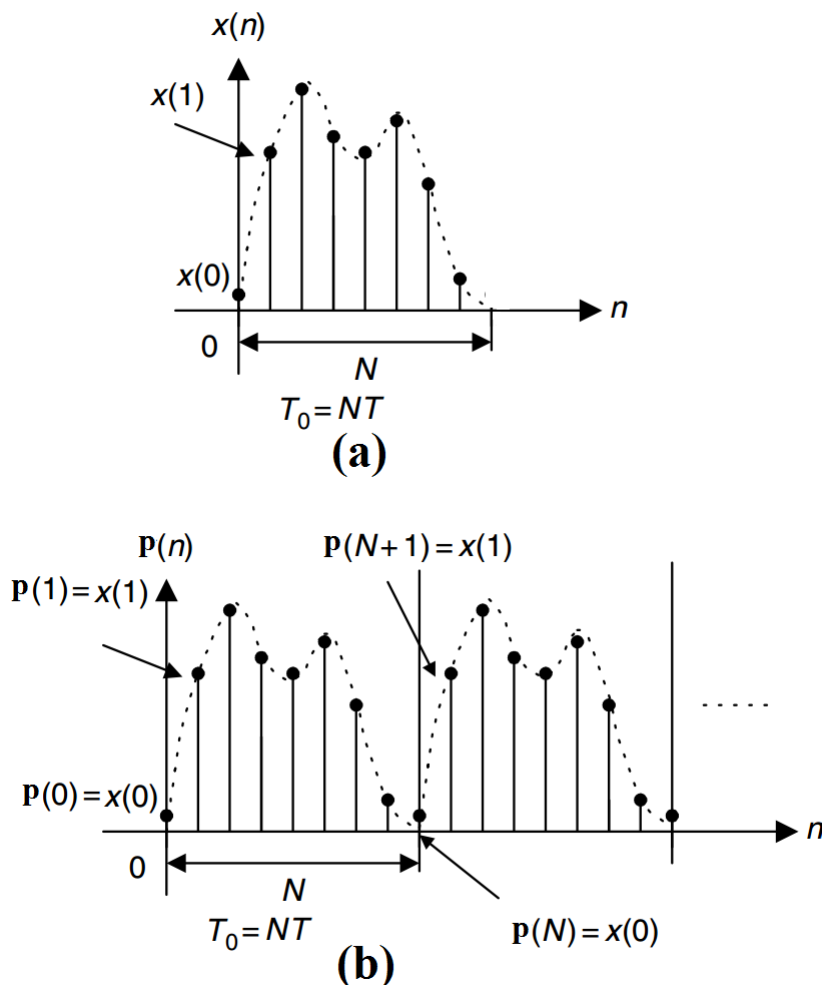 x(n)
x(1)
x(0)
0
n
N
T₀ = NT
(a)
p(n)
p(N + 1) = x(1)
p(1) = x(1)
p(0) = x(0)
0
n
N
T₀ = NT
p(N) = x(0)
(b)